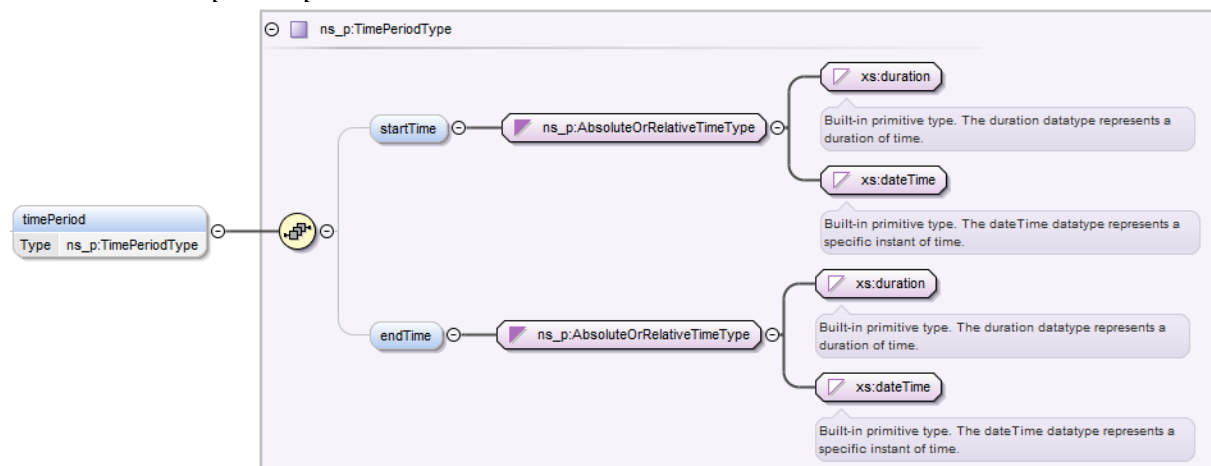 ns_p:TimePeriodType
xs:duration
Built-in primitive type. The duration datatype represents a
duration of time.
startTime
ns_p:AbsoluteOrRelativeTimeType
xs:dateTime
Built-in primitive type. The dateTime datatype represents a
specific instant of time.
timePeriod
Type ns_p:TimePeriodType
xs:duration
Built-in primitive type. The duration datatype represents a
duration of time.
endTime
ns_p:AbsoluteOrRelativeTimeType
xs:dateTime
Built-in primitive type. The dateTime datatype represents a
specific instant of time.